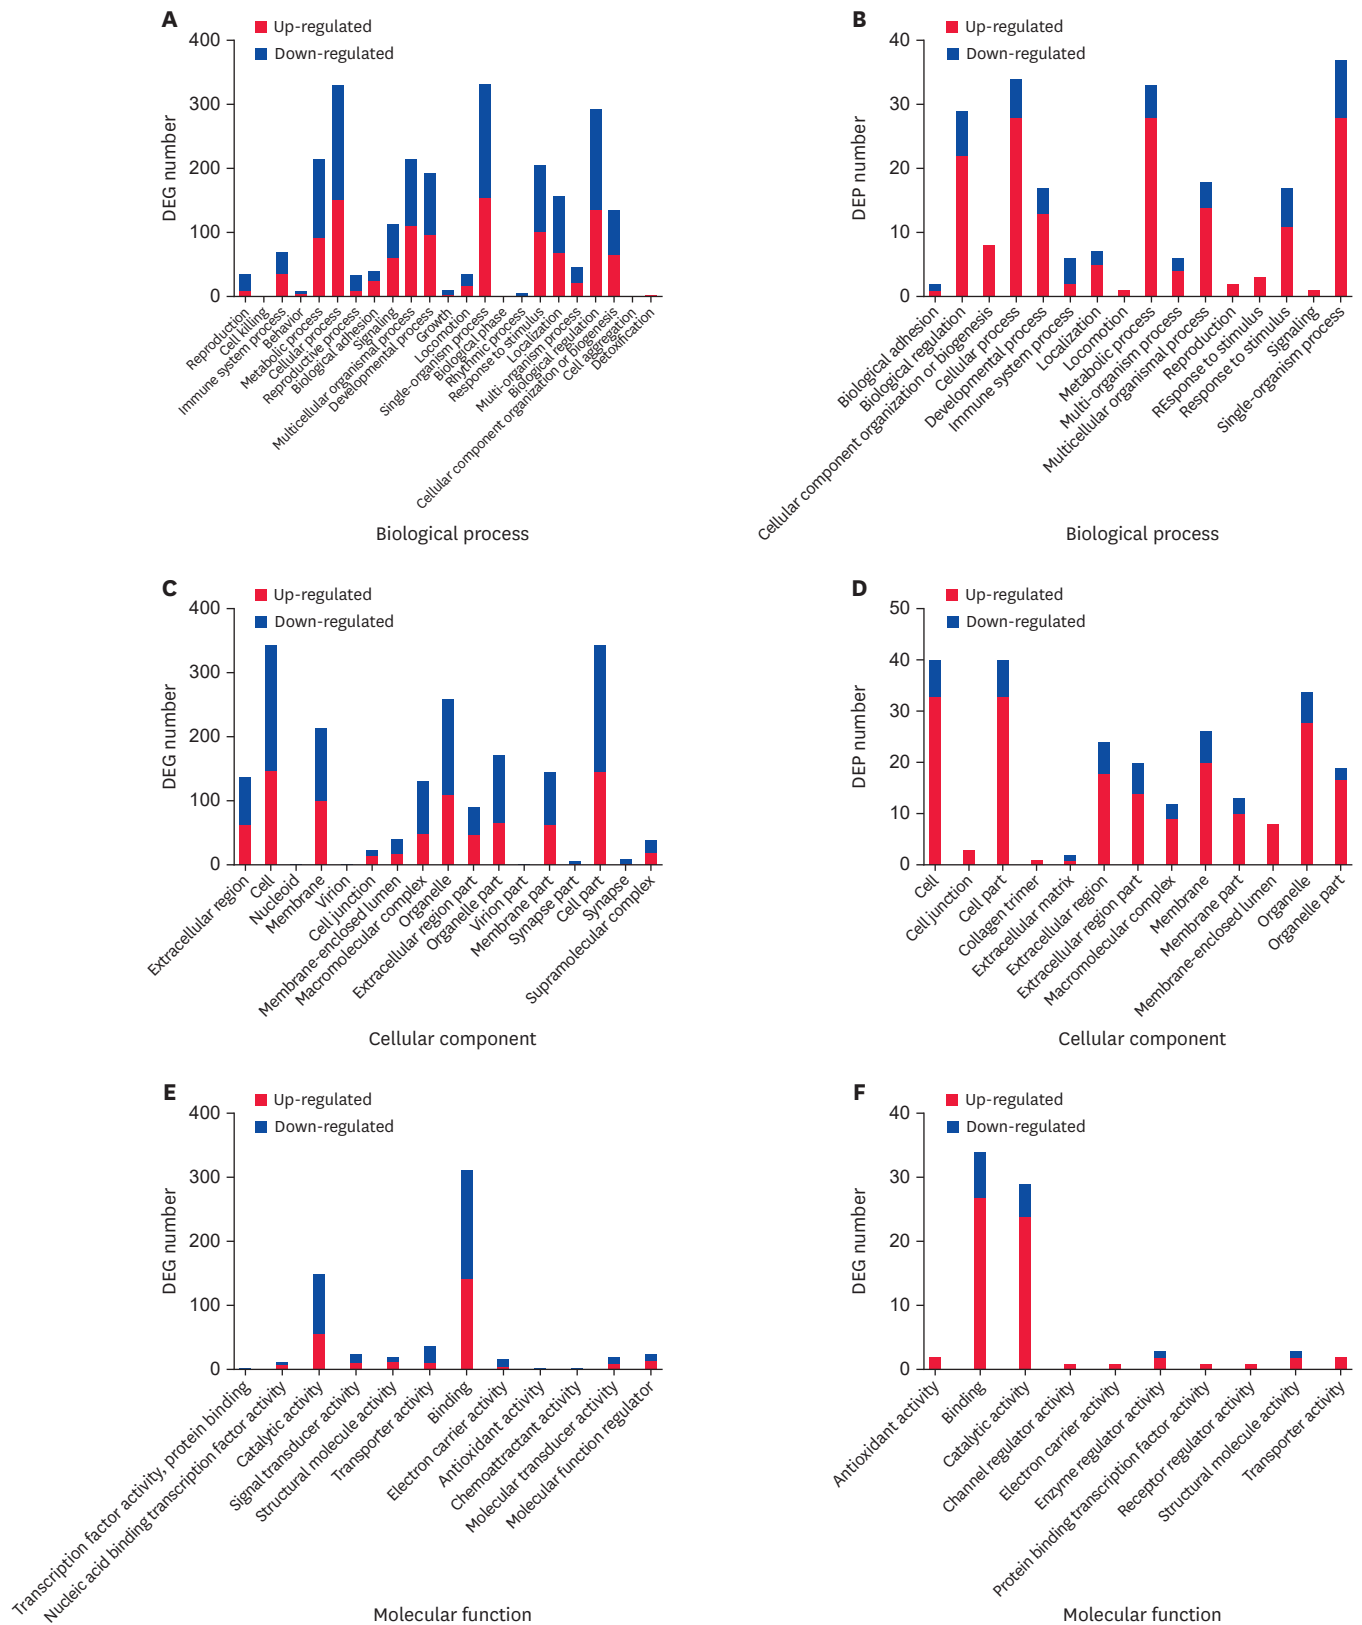 A
Up-regulated
Down-regulated
400
300
200
100
0
DEG number
Reproduction
Cell killing
Immune system process
Behavior
Metabolic process
Cellular process
Reproductive process
Biological adhesion
Signaling
Multicellular organismal process
Developmental process
Growth
Locomotion
Single-organism process
Biological phase
Rhythmic process
Response to stimulus
Localization
Multi-organism process
Biological regulation
Cellular component organization or biogenesis
Cell aggregation
Detoxification
Biological process
B
Up-regulated
Down-regulated
40
30
20
10
0
DEP number
Biological adhesion
Biological regulation
Cellular component organization or biogenesis
Cellular process
Developmental process
Immune system process
Localization
Locomotion
Metabolic process
Multi-organism process
Multicellular organismal process
Reproduction
REsponse to stimulus
Response to stimulus
Signaling
Single-organism process
Biological process
C
Up-regulated
Down-regulated
400
300
200
100
0
DEG number
Extracellular region
Cell
Nucleoid
Membrane
Virion
Cell junction
Membrane-enclosed lumen
Macromolecular complex
Organelle
Extracellular region part
Organelle part
Virion part
Membrane part
Synapse part
Cell part
Synapse
Supramolecular complex
Cellular component
D
Up-regulated
Down-regulated
50
40
30
20
10
0
DEP number
Cell
Cell junction
Cell part
Collagen trimer
Extracellular matrix
Extracellular region
Extracellular region part
Macromolecular complex
Membrane
Membrane part
Membrane-enclosed lumen
Organelle
Organelle part
Cellular component
E
Up-regulated
Down-regulated
400
300
200
100
0
DEG number
Transcription factor activity, protein binding
Nucleic acid binding transcription factor activity
Catalytic activity
Signal transducer activity
Structural molecule activity
Transporter activity
Binding
Electron carrier activity
Antioxidant activity
Chemoattractant activity
Molecular transducer activity
Molecular function regulator
Molecular function
F
Up-regulated
Down-regulated
40
30
20
10
0
DEG number
Antioxidant activity
Binding
Catalytic activity
Channel regulator activity
Electron carrier activity
Enzyme regulator activity
Protein binding transcription factor activity
Receptor regulator activity
Structural molecule activity
Transporter activity
Molecular function